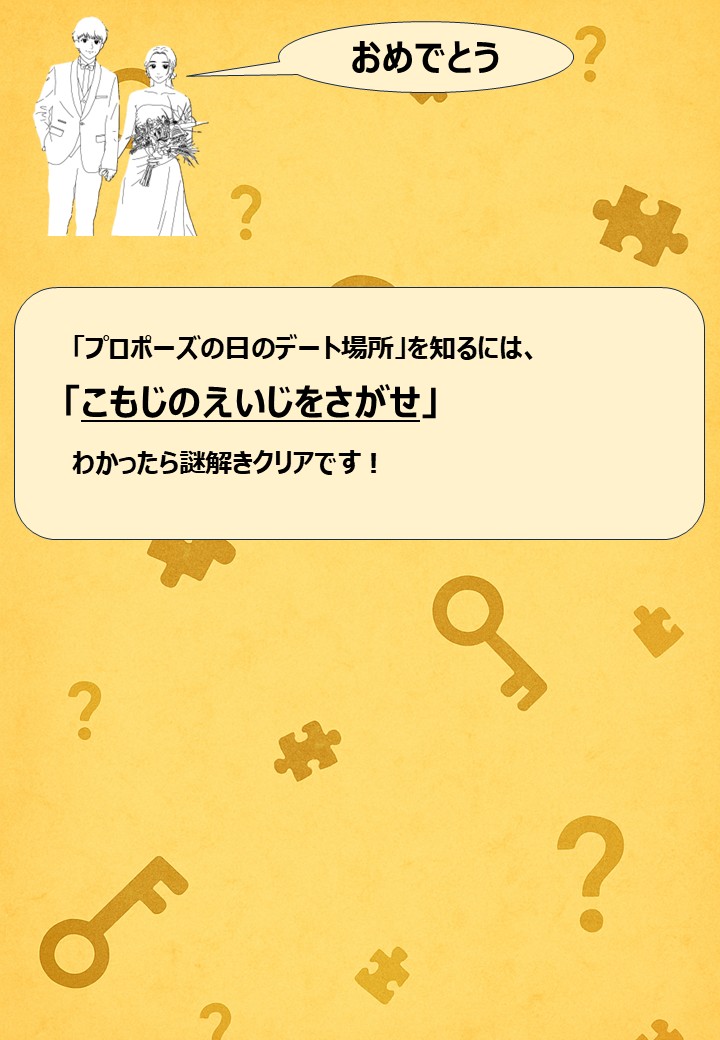 おめでとう
「プロポーズの日のデート場所」を知るには、
「こもじのえいじをさがせ」
わかったら謎解きクリアです！